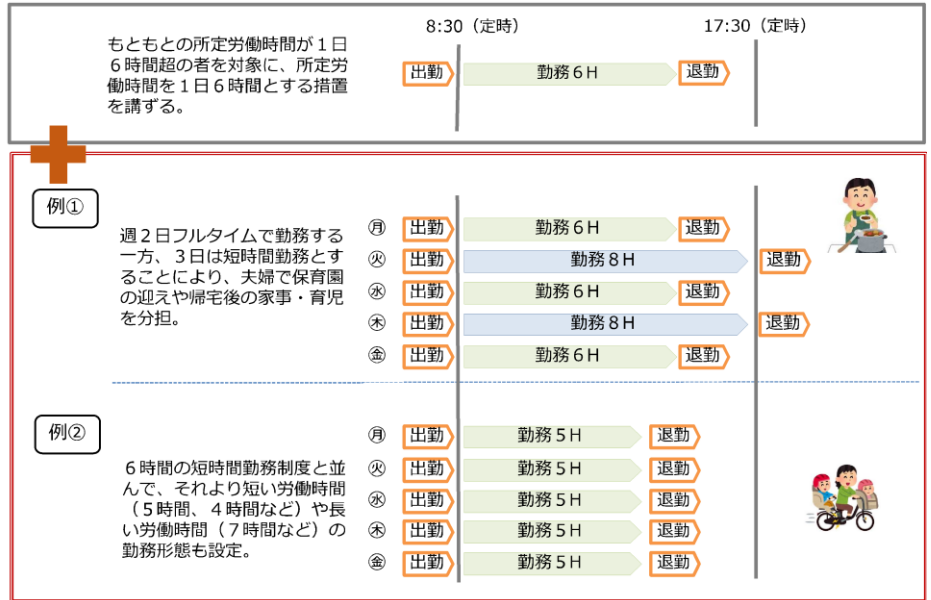 8:30（定時）
17:30（定時）
もともとの所定労働時間が１日
６時間超の者を対象に、所定労
働時間を１日６時間とする措置
を講ずる。
出勤 勤務６Ｈ 退勤
例①
週２日フルタイムで勤務する
一方、３日は短時間勤務とす
ることにより、夫婦で保育園
の迎えや帰宅後の家事・育児
を分担。
㊊ 出勤 勤務６Ｈ 退勤
㊋ 出勤 勤務８Ｈ 退勤
㊌ 出勤 勤務６Ｈ 退勤
㊍ 出勤 勤務８Ｈ 退勤
㊎ 出勤 勤務６Ｈ 退勤
例②
６時間の短時間勤務制度と並
んで、それより短い労働時間
（５時間、４時間など）や長
い労働時間（７時間など）の
勤務形態も設定。
㊊ 出勤 勤務５Ｈ 退勤
㊋ 出勤 勤務５Ｈ 退勤
㊌ 出勤 勤務５Ｈ 退勤
㊍ 出勤 勤務５Ｈ 退勤
㊎ 出勤 勤務５Ｈ 退勤